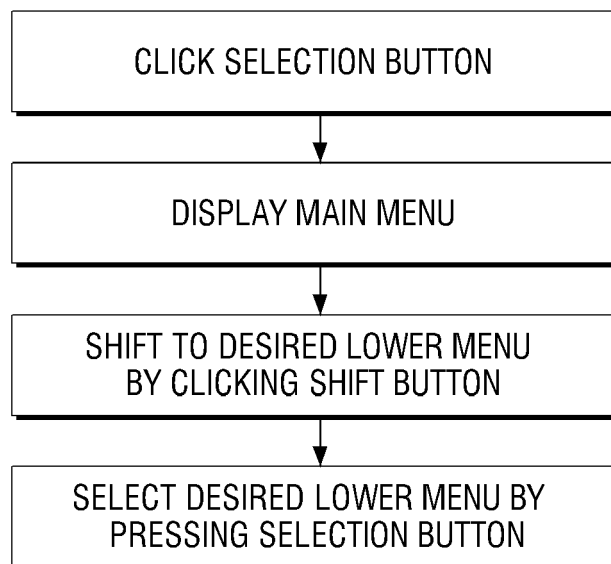 CLICK SELECTION BUTTON
DISPLAY MAIN MENU
SHIFT TO DESIRED LOWER MENU
BY CLICKING SHIFT BUTTON
SELECT DESIRED LOWER MENU BY
PRESSING SELECTION BUTTON